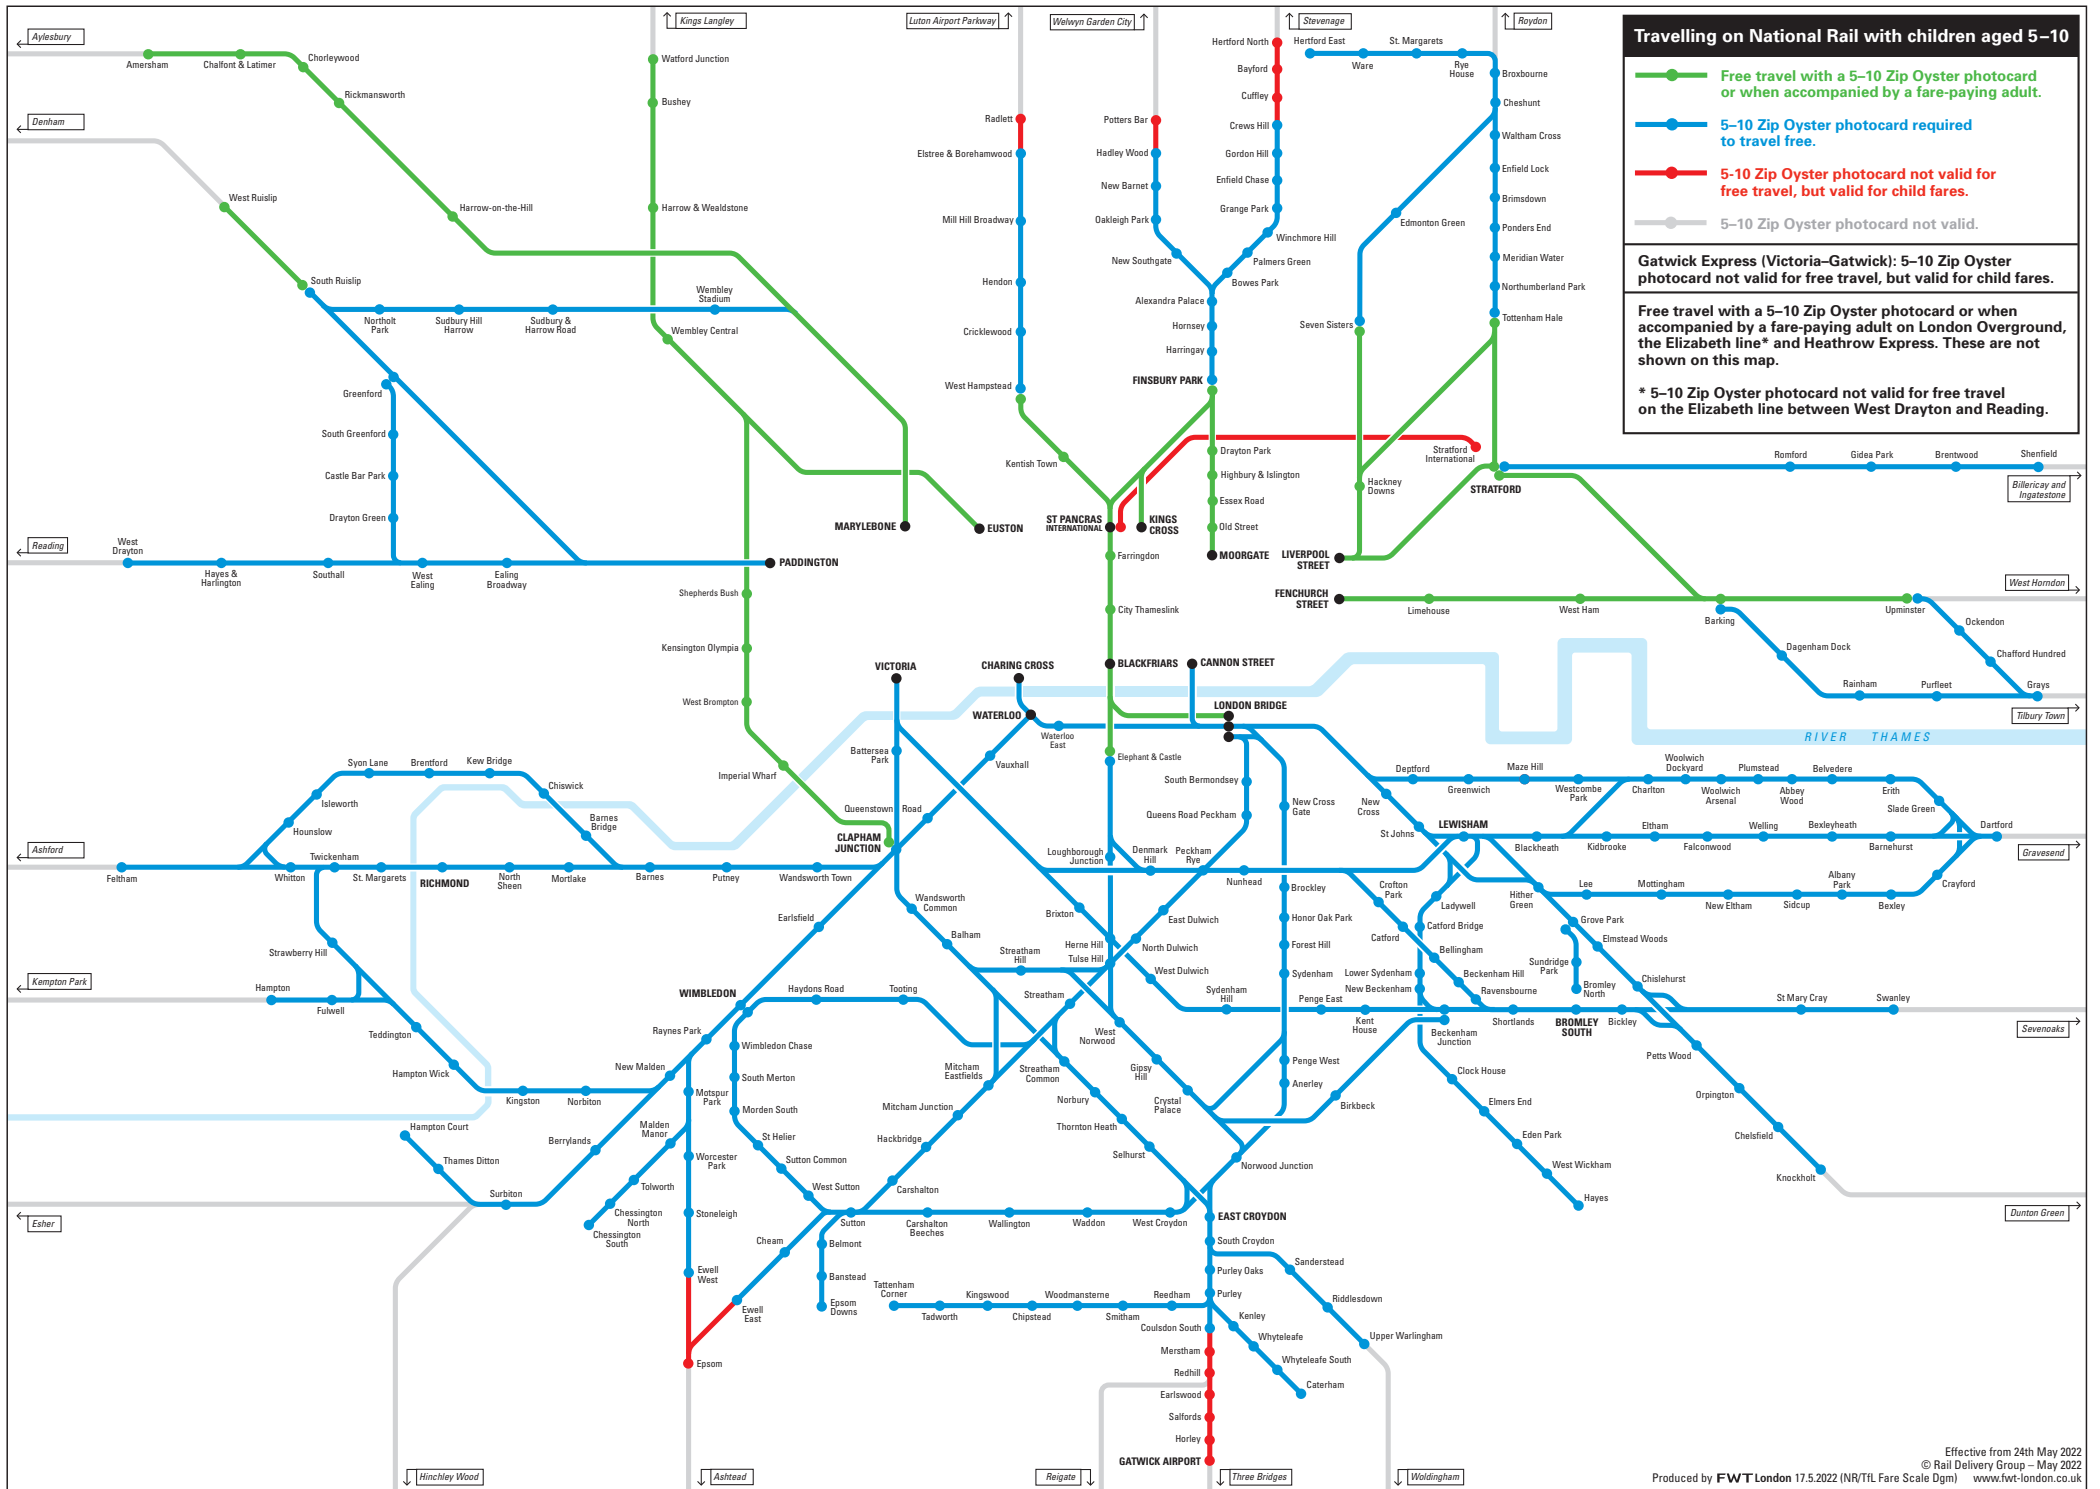 Aylesbury
Kings Langley
Luton Airport Parkway
Welwyn Garden City
Stevenage
Roydon
Travelling on National Rail with children aged 5–10
Free travel with a 5–10 Zip Oyster photocard
or when accompanied by a fare-paying adult.
5–10 Zip Oyster photocard required
to travel free.
5-10 Zip Oyster photocard not valid for
free travel, but valid for child fares.
5–10 Zip Oyster photocard not valid.
Gatwick Express (Victoria–Gatwick): 5–10 Zip Oyster
photocard not valid for free travel, but valid for child fares.
Free travel with a 5–10 Zip Oyster photocard or when
accompanied by a fare-paying adult on London Overground,
the Elizabeth line* and Heathrow Express. These are not
shown on this map.
* 5–10 Zip Oyster photocard not valid for free travel
on the Elizabeth line between West Drayton and Reading.
Amersham
Chalfont & Latimer
Chorleywood
Rickmansworth
Harrow-on-the-Hill
Denham
West Ruislip
South Ruislip
Northolt
Park
Sudbury Hill
Harrow
Sudbury &
Harrow Road
Wembley
Stadium
Watford Junction
Bushey
Harrow & Wealdstone
Wembley Central
Greenford
South Greenford
Castle Bar Park
Drayton Green
Reading
West
Drayton
Hayes &
Harlington
Southall
West
Ealing
Ealing
Broadway
PADDINGTON
MARYLEBONE
EUSTON
Radlett
Elstree & Borehamwood
Mill Hill Broadway
Hendon
Cricklewood
West Hampstead
Kentish Town
ST PANCRAS
INTERNATIONAL
KINGS
CROSS
Potters Bar
Hadley Wood
New Barnet
Oakleigh Park
New Southgate
Hertford North
Bayford
Cuffley
Crews Hill
Gordon Hill
Enfield Chase
Grange Park
Winchmore Hill
Palmers Green
Bowes Park
Alexandra Palace
Hornsey
Harringay
FINSBURY PARK
Drayton Park
Highbury & Islington
Essex Road
Old Street
MOORGATE
Hertford East
Ware
St. Margarets
Rye
House
Broxbourne
Cheshunt
Waltham Cross
Enfield Lock
Brimsdown
Ponders End
Meridian Water
Northumberland Park
Tottenham Hale
Edmonton Green
Seven Sisters
Hackney
Downs
Stratford
International
STRATFORD
LIVERPOOL
STREET
FENCHURCH
STREET
Romford
Gidea Park
Brentwood
Shenfield
Billericay and
Ingatestone
Limehouse
West Ham
Barking
Upminster
West Horndon
Ockendon
Chafford Hundred
Dagenham Dock
Rainham
Purfleet
Grays
Tilbury Town
RIVER THAMES
Farringdon
City Thameslink
BLACKFRIARS
CANNON STREET
LONDON BRIDGE
Elephant & Castle
Shepherds Bush
Kensington Olympia
West Brompton
Imperial Wharf
CLAPHAM
JUNCTION
VICTORIA
CHARING CROSS
WATERLOO
Waterloo
East
Battersea
Park
Vauxhall
Queenstown Road
South Bermondsey
Queens Road Peckham
New Cross
Gate
Deptford
Greenwich
Maze Hill
Westcombe
Park
Charlton
Woolwich
Dockyard
Woolwich
Arsenal
Plumstead
Abbey
Wood
Belvedere
Erith
Slade Green
Dartford
Gravesend
New
Cross
St Johns
LEWISHAM
Blackheath
Kidbrooke
Eltham
Falconwood
Welling
Bexleyheath
Barnehurst
Crayford
Hither
Green
Lee
Mottingham
New Eltham
Sidcup
Albany
Park
Bexley
Ashford
Feltham
Whitton
Twickenham
St. Margarets
RICHMOND
North
Sheen
Mortlake
Barnes
Putney
Wandsworth Town
Hounslow
Isleworth
Syon Lane
Brentford
Kew Bridge
Chiswick
Barnes
Bridge
Loughborough
Junction
Denmark
Hill
Peckham
Rye
Nunhead
Brockley
Honor Oak Park
Forest Hill
Sydenham
Penge West
Anerley
Crofton
Park
Catford
Bellingham
Beckenham Hill
Ravensbourne
Ladywell
Catford Bridge
Lower Sydenham
New Beckenham
Grove Park
Elmstead Woods
Sundridge
Park
Bromley
North
Chislehurst
Strawberry Hill
Kempton Park
Hampton
Fulwell
Teddington
Hampton Wick
Kingston
Norbiton
Earlsfield
WIMBLEDON
Raynes Park
New Malden
Wandsworth
Common
Balham
Streatham
Hill
Brixton
Herne Hill
Tulse Hill
East Dulwich
North Dulwich
West Dulwich
Haydons Road
Tooting
Streatham
West
Norwood
Sydenham
Hill
Penge East
Kent
House
Beckenham
Junction
Shortlands
BROMLEY
SOUTH
Bickley
St Mary Cray
Swanley
Sevenoaks
Petts Wood
Orpington
Chelsfield
Knockholt
Dunton Green
Wimbledon Chase
South Merton
Morden South
St Helier
Sutton Common
West Sutton
Mitcham
Eastfields
Mitcham Junction
Hackbridge
Carshalton
Streatham
Common
Norbury
Thornton Heath
Selhurst
Gipsy
Hill
Crystal
Palace
Birkbeck
Norwood Junction
Clock House
Elmers End
Eden Park
West Wickham
Hayes
Motspur
Park
Malden
Manor
Tolworth
Chessington
North
Chessington
South
Worcester
Park
Stoneleigh
Ewell
West
Epsom
Hampton Court
Thames Ditton
Surbiton
Berrylands
Esher
Cheam
Ewell
East
Sutton
Belmont
Banstead
Epsom
Downs
Carshalton
Beeches
Wallington
Waddon
West Croydon
EAST CROYDON
South Croydon
Purley Oaks
Purley
Sanderstead
Riddlesdown
Upper Warlingham
Tattenham
Corner
Tadworth
Kingswood
Chipstead
Woodmansterne
Smitham
Reedham
Kenley
Whyteleafe
Whyteleafe South
Caterham
Coulsdon South
Merstham
Redhill
Earlswood
Salfords
Horley
GATWICK AIRPORT
Hinchley Wood
Ashtead
Reigate
Three Bridges
Woldingham
Effective from 24th May 2022
© Rail Delivery Group – May 2022
Produced by FWT London 17.5.2022 (NR/TfL Fare Scale Dgm) www.fwt-london.co.uk